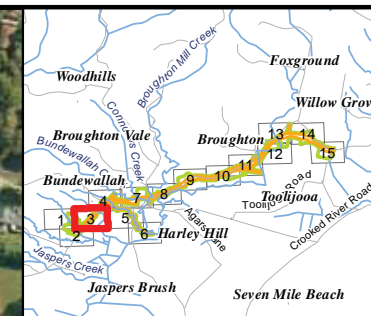 Foxground
Woodhills
Broughton Mill Creek
Willow Grov
Connors Creek
Broughton Vale
Broughton
13
14
15
12
11
10
9
8
7
Bundewallah
Bundewallah
Toolijooa Road
Toolijooa
4
5
3
1
2
6
Harley Hill
Agars Lane
Crooked River Road
Jaspers Creek
Jaspers Brush
Seven Mile Beach